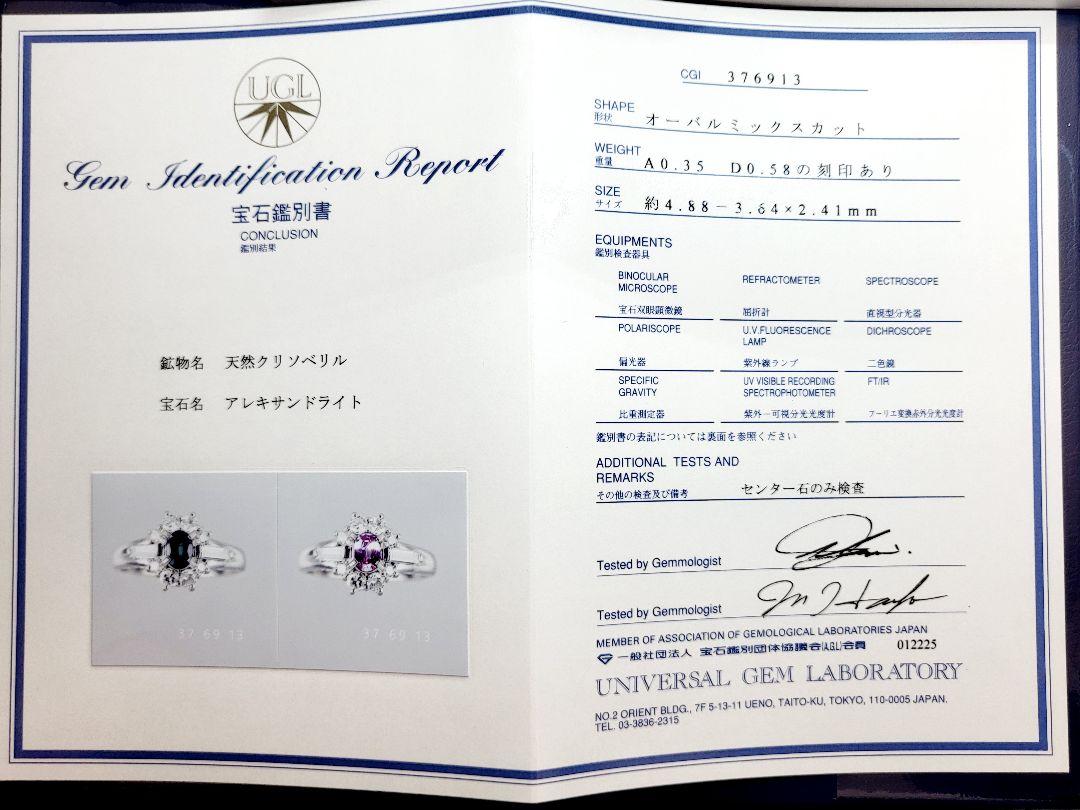 UGL
Gem Identification Report
宝石鑑別書
CONCLUSION
鑑別結果
鉱物名 天然クリソベリル
宝石名 アレキサンドライト
37 69 13
37 69 13
CGI 376913
SHAPE
形状 オーバルミックスカット
WEIGHT
重量 A0.35 D0.58の刻印あり
SIZE
サイズ 約4.88－3.64×2.41mm
EQUIPMENTS
鑑別検査器具
BINOCULAR MICROSCOPE REFRACTOMETER SPECTROSCOPE
宝石双眼顕微鏡 屈折計 直視型分光器
POLARISCOPE U.V.FLUORESCENCE LAMP DICHROSCOPE
偏光器 紫外線ランプ 二色鏡
SPECIFIC GRAVITY UV VISIBLE RECORDING SPECTROPHOTOMETER FT/IR
比重測定器 紫外－可視分光光度計 フーリエ変換赤外分光光度計
鑑別書の表記については裏面を参照ください
ADDITIONAL TESTS AND
REMARKS
その他の検査及び備考 センター石のみ検査
Tested by Gemmologist
Tested by Gemmologist
MEMBER OF ASSOCIATION OF GEMOLOGICAL LABORATORIES JAPAN
一般社団法人 宝石鑑別団体協議会(AGL)会員 012225
UNIVERSAL GEM LABORATORY
NO.2 ORIENT BLDG., 7F 5-13-11 UENO, TAITO-KU, TOKYO, 110-0005 JAPAN.
TEL. 03-3836-2315